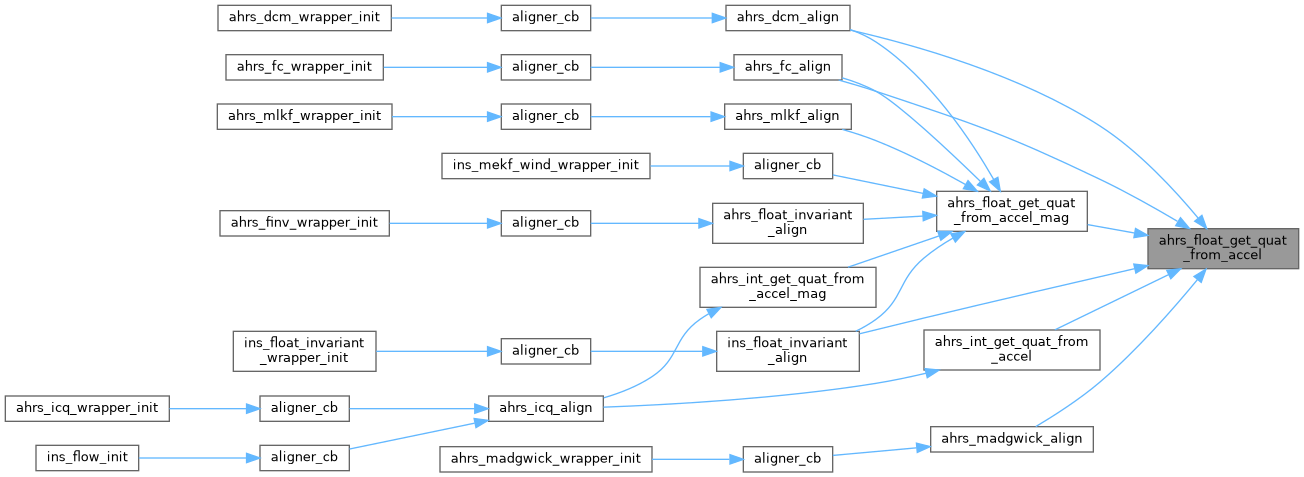 ahrs_dcm_wrapper_init
aligner_cb
ahrs_dcm_align
ahrs_fc_wrapper_init
aligner_cb
ahrs_fc_align
ahrs_mlkf_wrapper_init
aligner_cb
ahrs_mlkf_align
ins_mekf_wind_wrapper_init
aligner_cb
ahrs_float_get_quat
_from_accel_mag
ahrs_finv_wrapper_init
aligner_cb
ahrs_float_invariant
_align
ahrs_float_get_quat
_from_accel
ahrs_int_get_quat_from
_accel_mag
ins_float_invariant
_wrapper_init
aligner_cb
ins_float_invariant
_align
ahrs_int_get_quat_from
_accel
ahrs_icq_wrapper_init
aligner_cb
ahrs_icq_align
ins_flow_init
aligner_cb
ahrs_madgwick_wrapper_init
aligner_cb
ahrs_madgwick_align